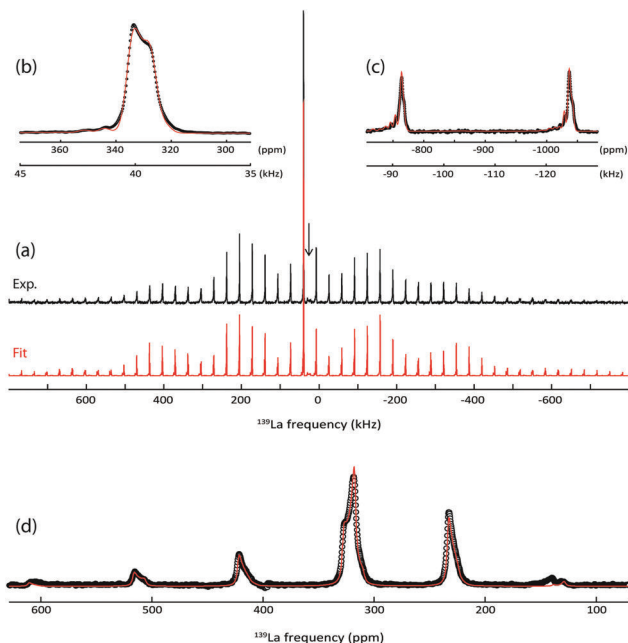 (b)
(c)
360 340 320 300 (ppm)
45 40 35 (kHz)
-800 -900 -1000 (ppm)
-90 -100 -110 -120 (kHz)
(a)
Exp.
Fit
600 400 200 0 -200 -400 -600
¹³⁹La frequency (kHz)
(d)
600 500 400 300 200 100
¹³⁹La frequency (ppm)